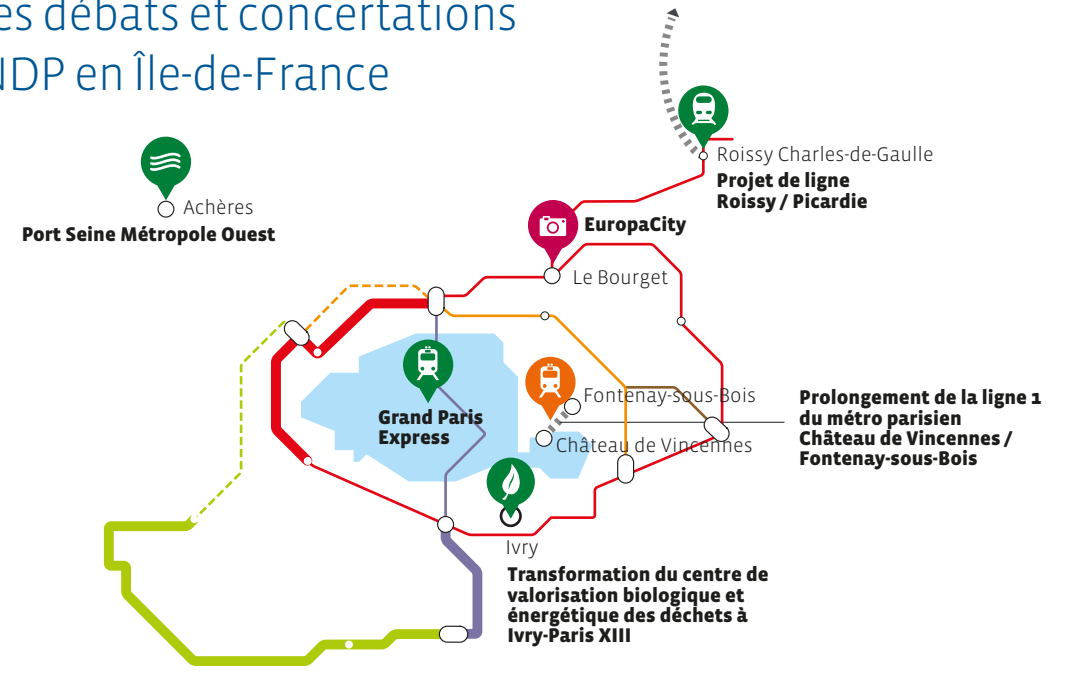 es débats et concertations
NDP en Île-de-France
Roissy Charles-de-Gaulle
Projet de ligne
Roissy / Picardie
Achères
Port Seine Métropole Ouest
EuropaCity
Le Bourget
Fontenay-sous-Bois
Grand Paris
Express
Château de Vincennes
Prolongement de la ligne 1
du métro parisien
Château de Vincennes /
Fontenay-sous-Bois
Ivry
Transformation du centre de
valorisation biologique et
énergétique des déchets à
Ivry-Paris XIII